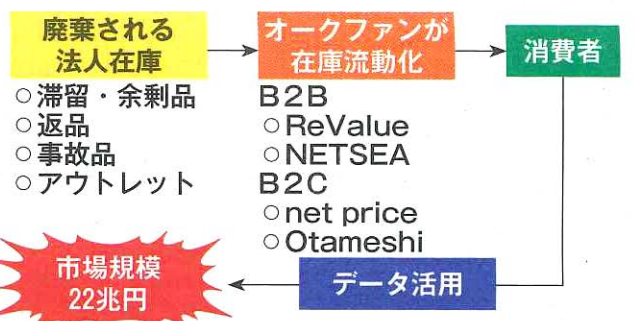 廃棄される
法人在庫
○滞留・余剰品
○返品
○事故品
○アウトレット
オークファンが
在庫流動化
B2B
○ReValue
○NETSEA
B2C
○net price
○Otameshi
消費者
データ活用
市場規模
22兆円